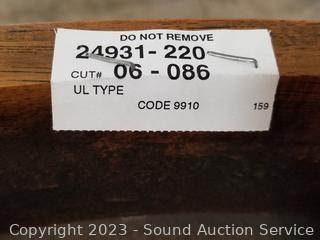 DO NOT REMOVE
24931-220
CUT# 06 - 086
UL TYPE
CODE 9910 159
Copyright 2023 - Sound Auction Service